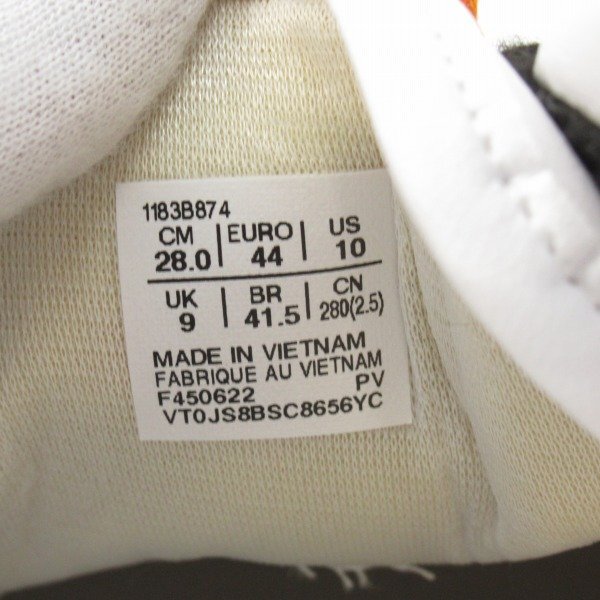 1183B874
CM | EURO | US
28.0 | 44 | 10
UK | BR | CN
9 | 41.5 | 280(2.5)
MADE IN VIETNAM
FABRIQUE AU VIETNAM
F450622 PV
VT0JS8BSC8656YC